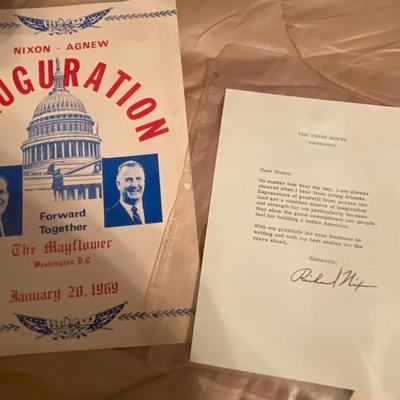 NIXON - AGNEW
UGURATION
Forward
Together
The Mayflower
Washington, D.C.
January 20, 1969
THE WHITE HOUSE
WASHINGTON
Dear Donna:
No matter how busy my day, I am always
cheered when I hear from young friends.
Expressions of goodwill from across our
land are a constant source of inspiration
and strength for me particularly because
they show the great commitment our people
feel for building a better America.
With my gratitude for your kindness in
writing and with my best wishes for the
years ahead,
Sincerely,
Richard Nixon